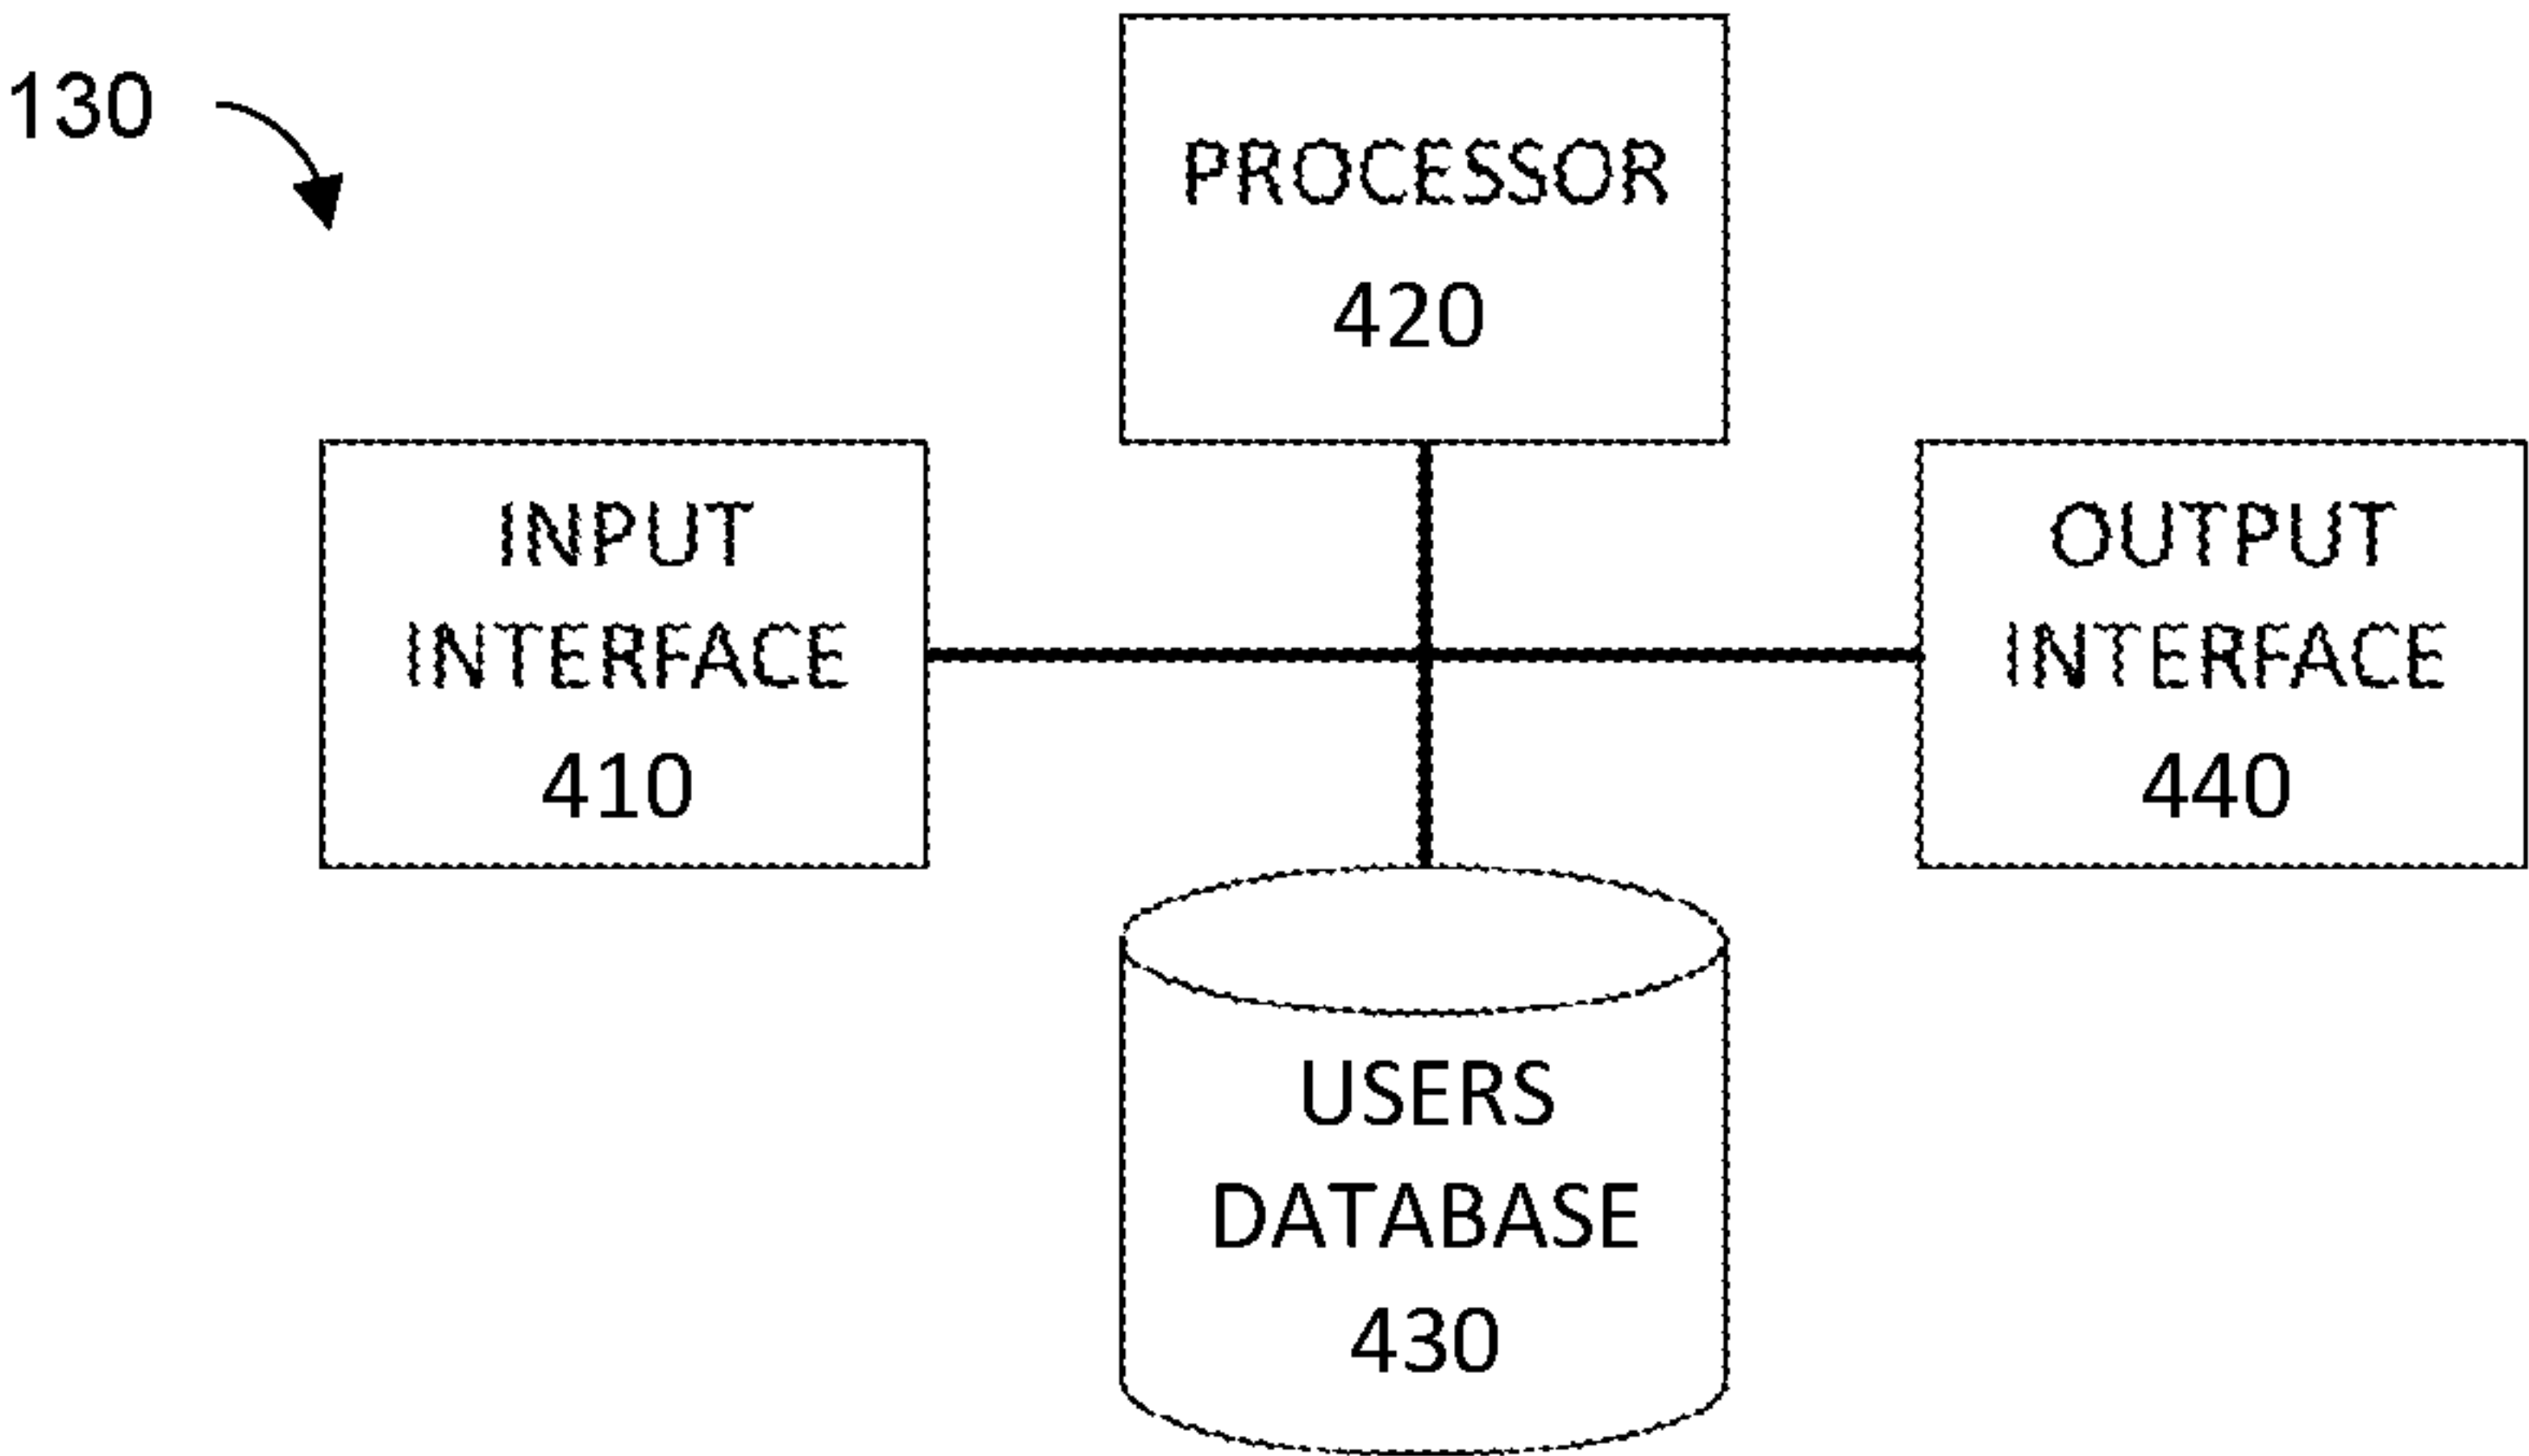 130
PROCESSOR
420
INPUT
INTERFACE
410
OUTPUT
INTERFACE
440
USERS
DATABASE
430